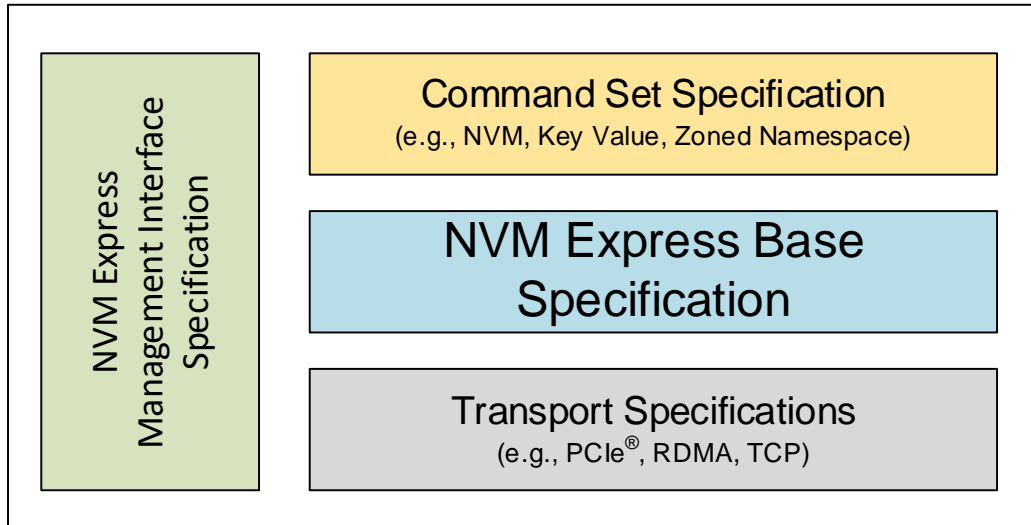 NVM Express
Management Interface
Specification
Command Set Specification
(e.g., NVM, Key Value, Zoned Namespace)
NVM Express Base
Specification
Transport Specifications
(e.g., PCIe®, RDMA, TCP)